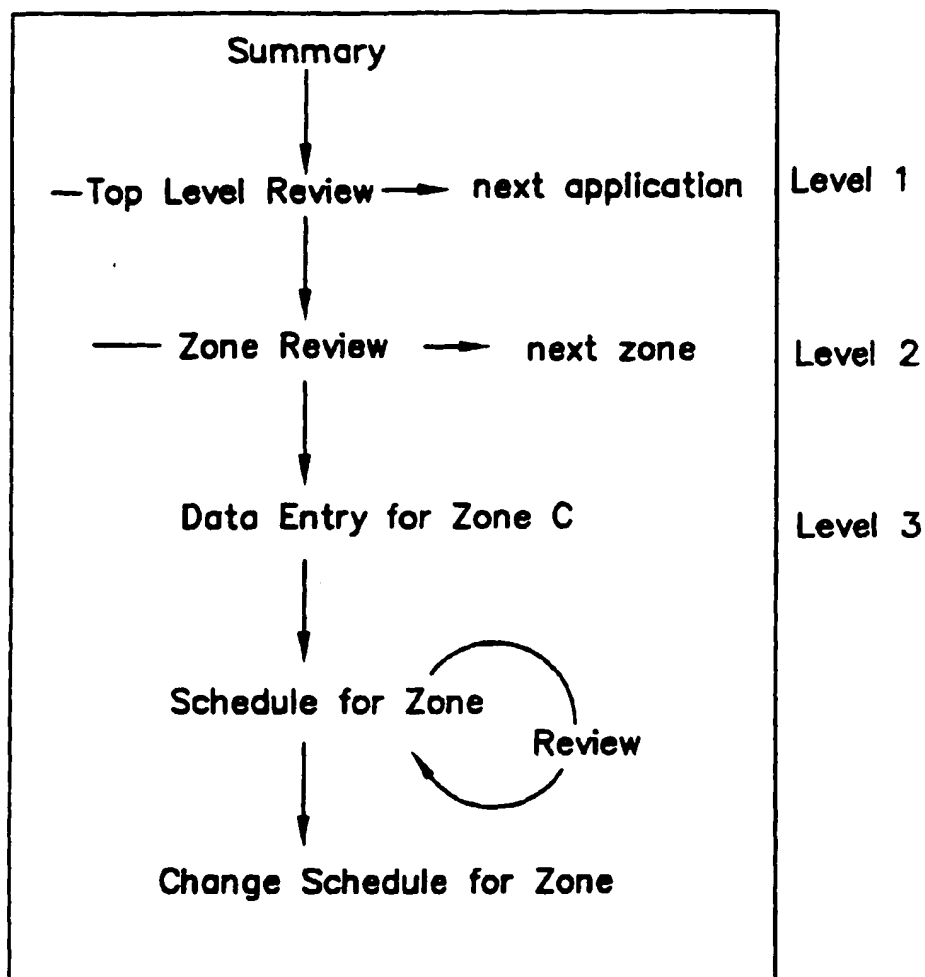 Summary
Top Level Review next application Level 1
Zone Review next zone Level 2
Data Entry for Zone C Level 3
Schedule for Zone
Review
Change Schedule for Zone